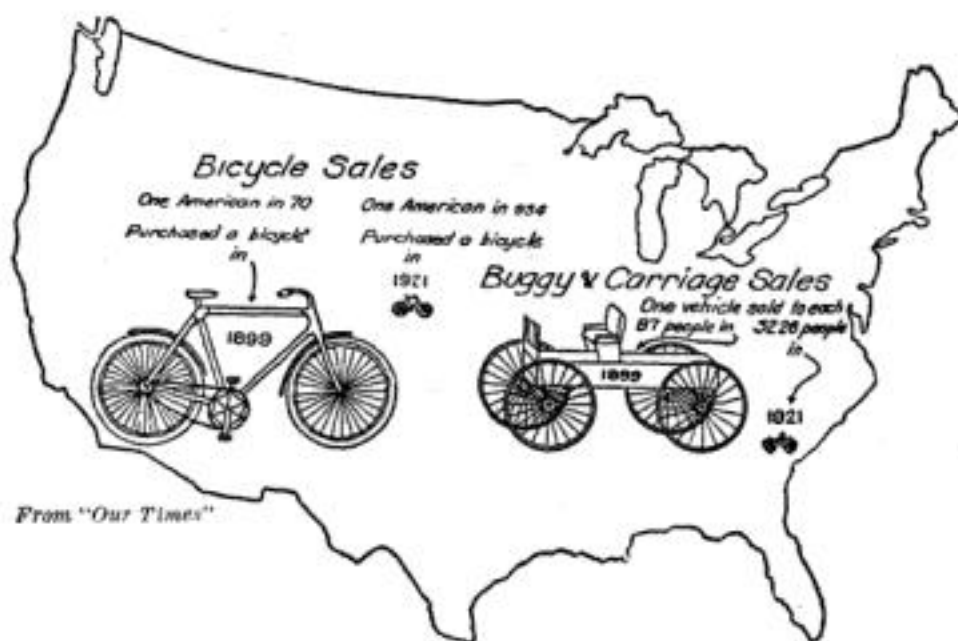 Bicycle Sales
One American in 70
Purchased a bicycle
in
1899
One American in 934
Purchased a bicycle
in
1921
Buggy & Carriage Sales
One vehicle sold to each
87 people in
1899
3226 people
in
1921
From "Our Times"